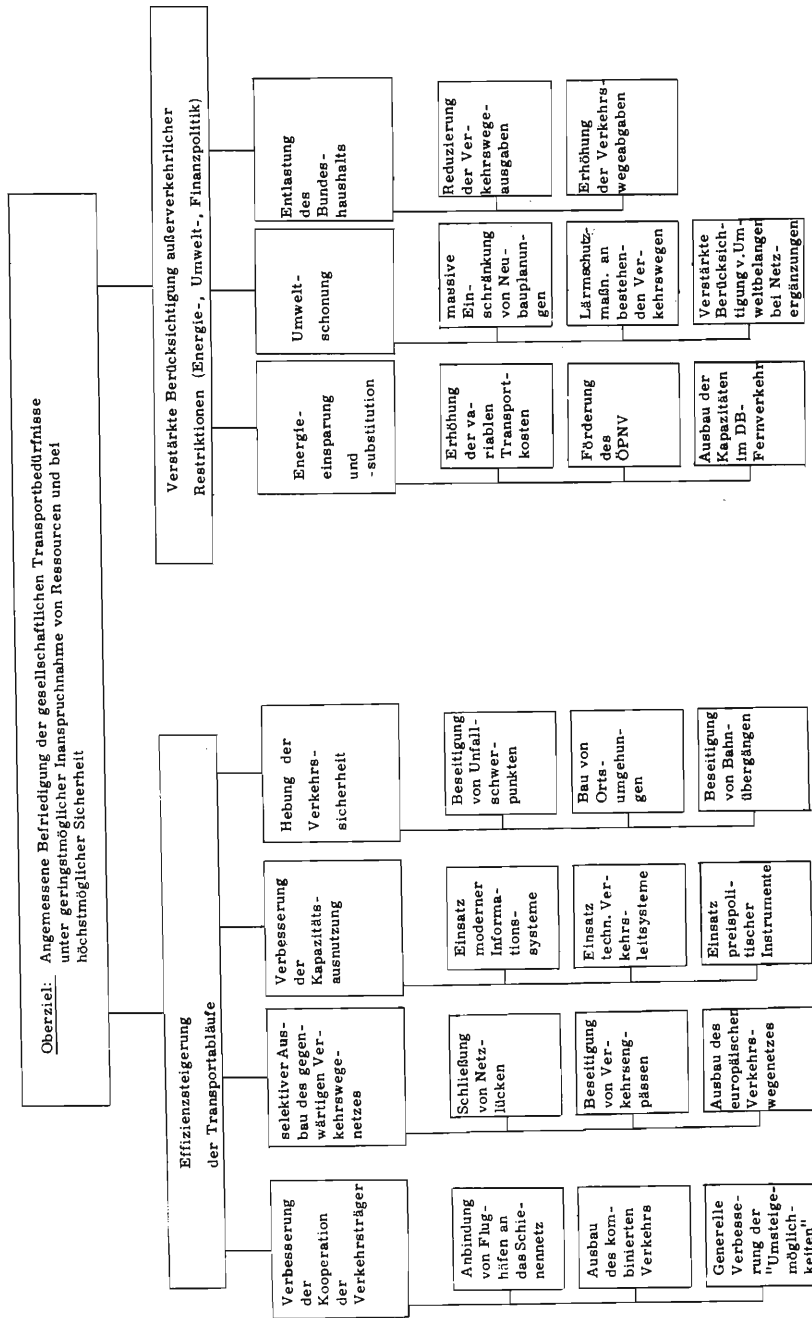 Oberziel: Angemessene Befriedigung der gesellschaftlichen Transportbedürfnisse
unter geringstmöglicher Inanspruchnahme von Ressourcen und bei
höchstmöglicher Sicherheit
Effizienzsteigerung
der Transportabläufe
Verbesserung
der
Kooperation
der
Verkehrsträger
Anbindung
von Flug-
häfen an
das Schie-
nennetz
Ausbau
des kom-
binierten
Verkehrs
Generelle
Verbesse-
rung der
"Umsteige-
möglich-
keiten"
selektiver Aus-
bau des gegen-
wärtigen Ver-
kehrswege-
netzes
Schließung
von Netz-
lücken
Beseitigung
von Ver-
kehrseng-
pässen
Ausbau des
europäischen
Verkehrs-
wegenetzes
Verbesserung
der
Kapazitäts-
ausnutzung
Einsatz
moderner
Informa-
tions-
systeme
Einsatz
techn. Ver-
kehrs-
leitsysteme
Einsatz
preispoli-
tischer
Instrumente
Hebung der
Verkehrs-
sicherheit
Beseitigung
von Unfall-
schwer-
punkten
Bau von
Orts-
umgehun-
gen
Beseitigung
von Bahn-
übergängen
Verstärkte Berücksichtigung außerverkehrlicher
Restriktionen (Energie-, Umwelt-, Finanzpolitik)
Energie-
einsparung
und
-substitution
Erhöhung
der va-
riablen
Transport-
kosten
Förderung
des
ÖPNV
Ausbau der
Kapazitäten
im DB-
Fernverkehr
Umwelt-
schonung
massive
Ein-
schränkung
von Neu-
bauplanun-
gen
Lärmschutz-
maßn. an
bestehen-
den Ver-
kehrswegen
Verstärkte
Berücksich-
tigung v.Um-
weltbelangen
bei Netz-
ergänzungen
Entlastung
des
Bundes-
haushalts
Reduzierung
der Ver-
kehrswege-
ausgaben
Erhöhung
der Verkehrs-
wegeabgaben